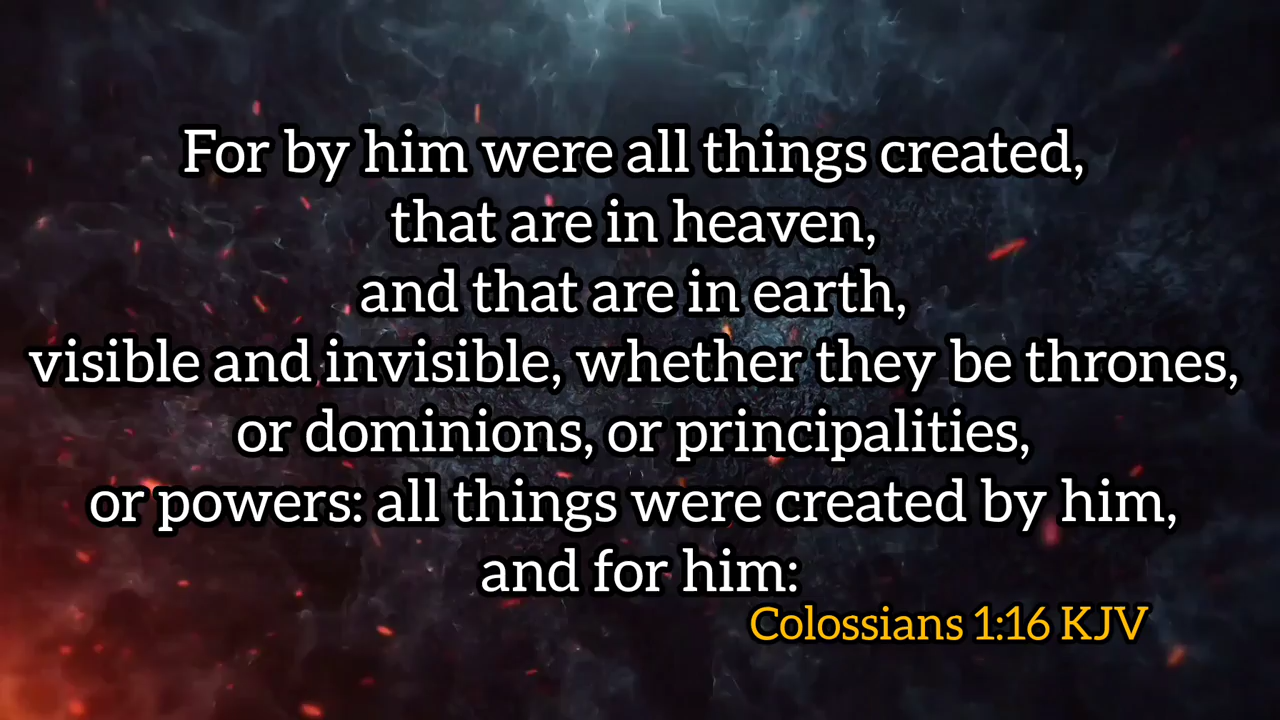 For by him were all things created,
that are in heaven,
and that are in earth,
visible and invisible, whether they be thrones,
or dominions, or principalities,
or powers: all things were created by him,
and for him:
Colossians 1:16 KJV